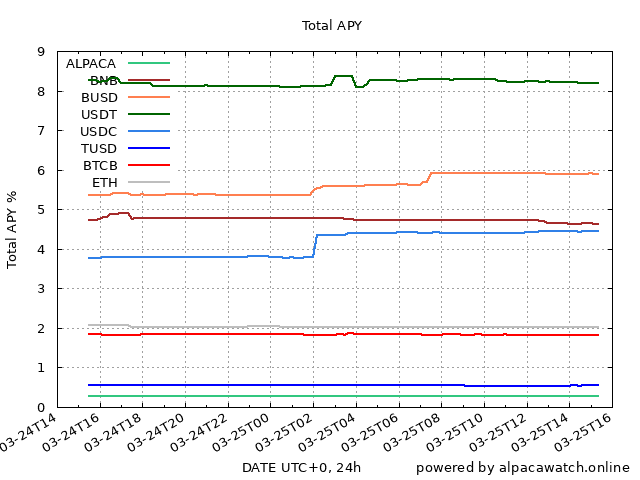 Total APY
Total APY %
9
8
7
6
5
4
3
2
1
0
ALPACA
BNB
BUSD
USDT
USDC
TUSD
BTCB
ETH
03-24T14
03-24T16
03-24T18
03-24T20
03-24T22
03-25T00
03-25T02
03-25T04
03-25T06
03-25T08
03-25T10
03-25T12
03-25T14
03-25T16
DATE UTC+0, 24h
powered by alpacawatch.online